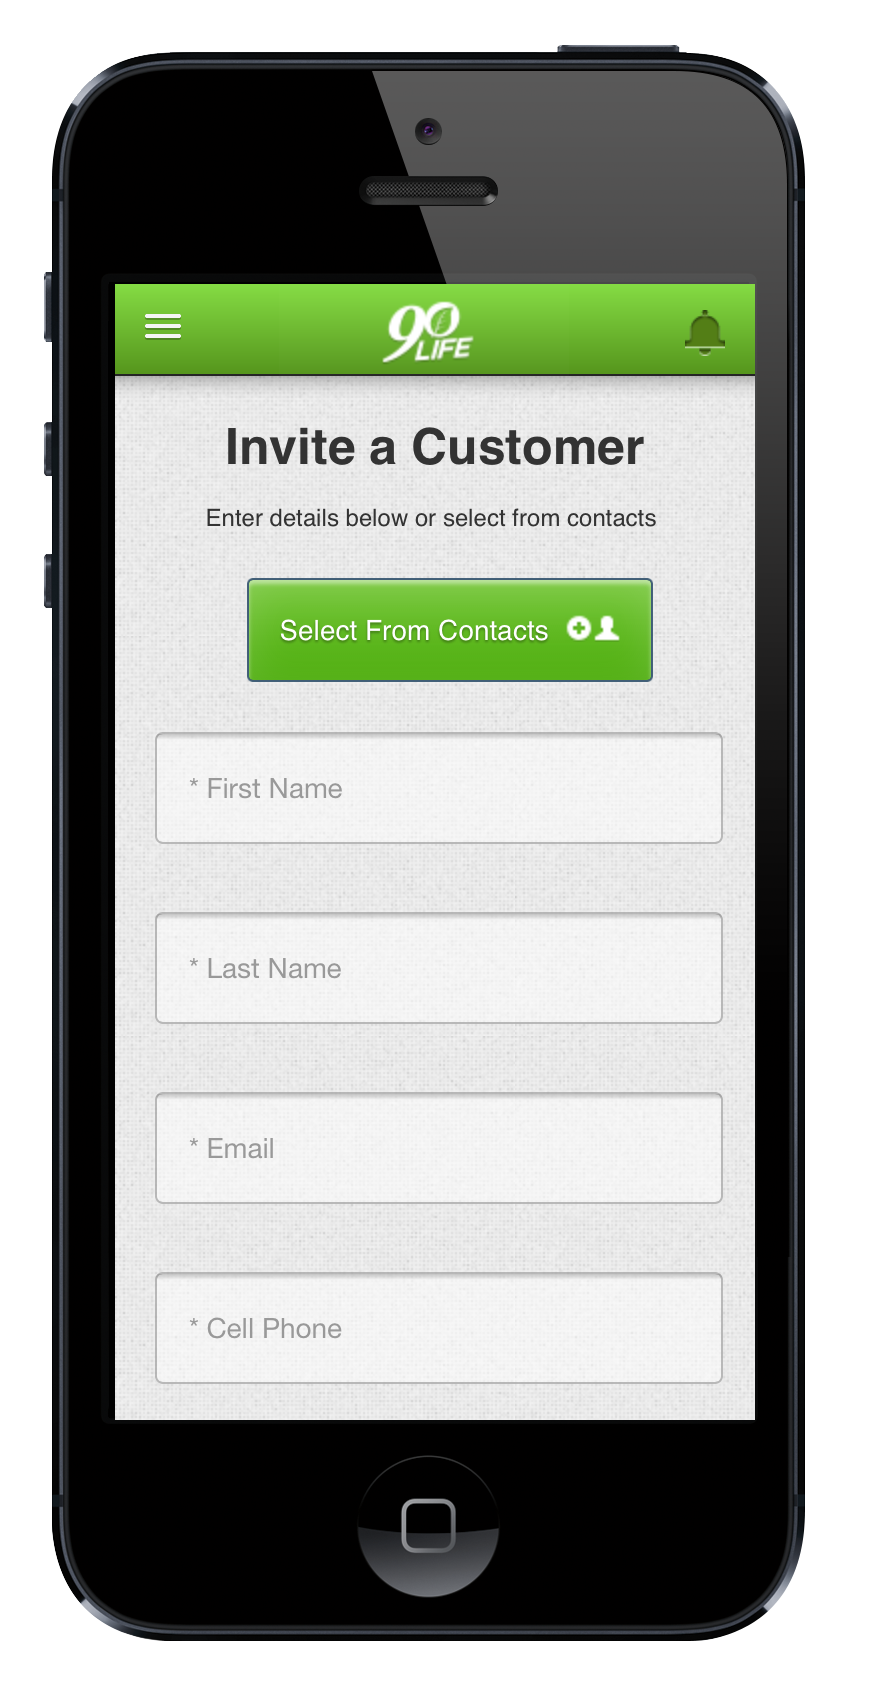 90
LIFE
Invite a Customer
Enter details below or select from contacts
Select From Contacts
* First Name
* Last Name
* Email
* Cell Phone